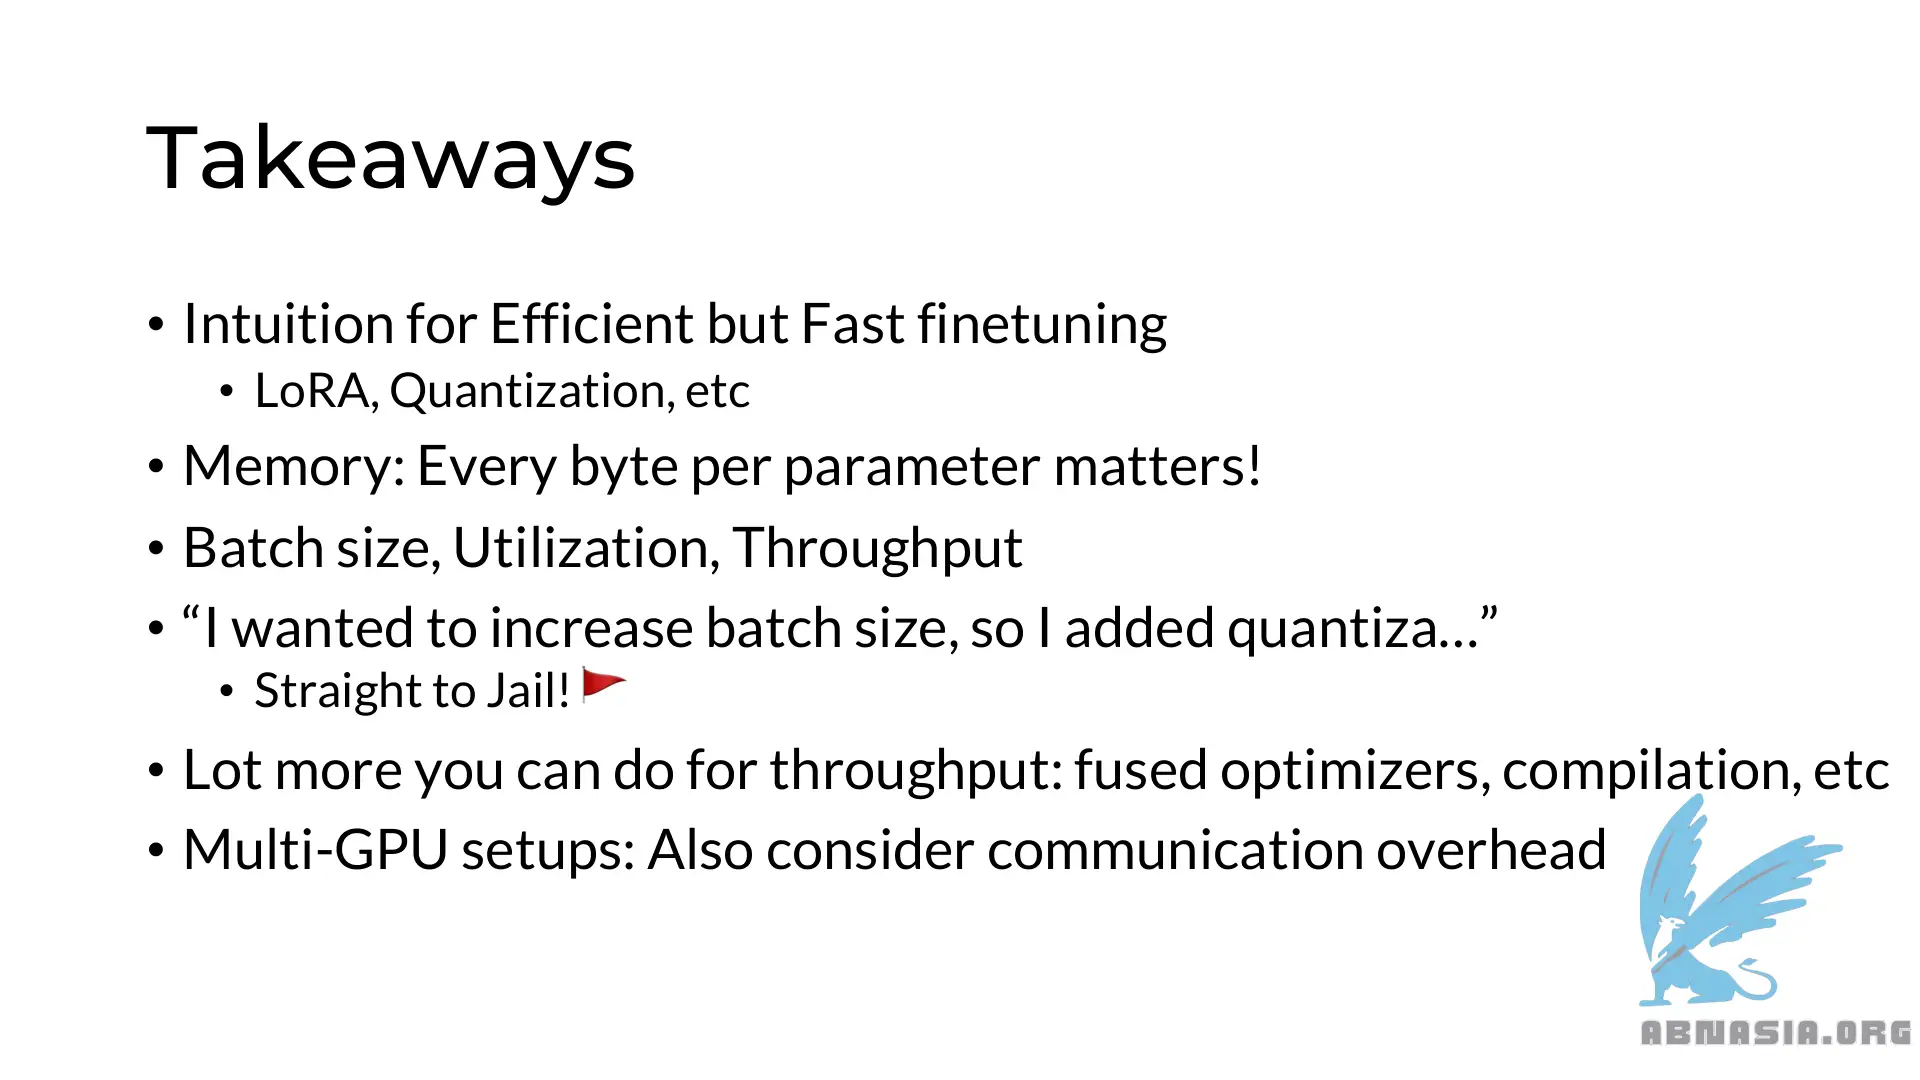 Takeaways
• Intuition for Efficient but Fast finetuning
• LoRA, Quantization, etc
• Memory: Every byte per parameter matters!
• Batch size, Utilization, Throughput
• “I wanted to increase batch size, so I added quantiza…”
• Straight to Jail! 🚩
• Lot more you can do for throughput: fused optimizers, compilation, etc
• Multi-GPU setups: Also consider communication overhead
ABNASIA.ORG